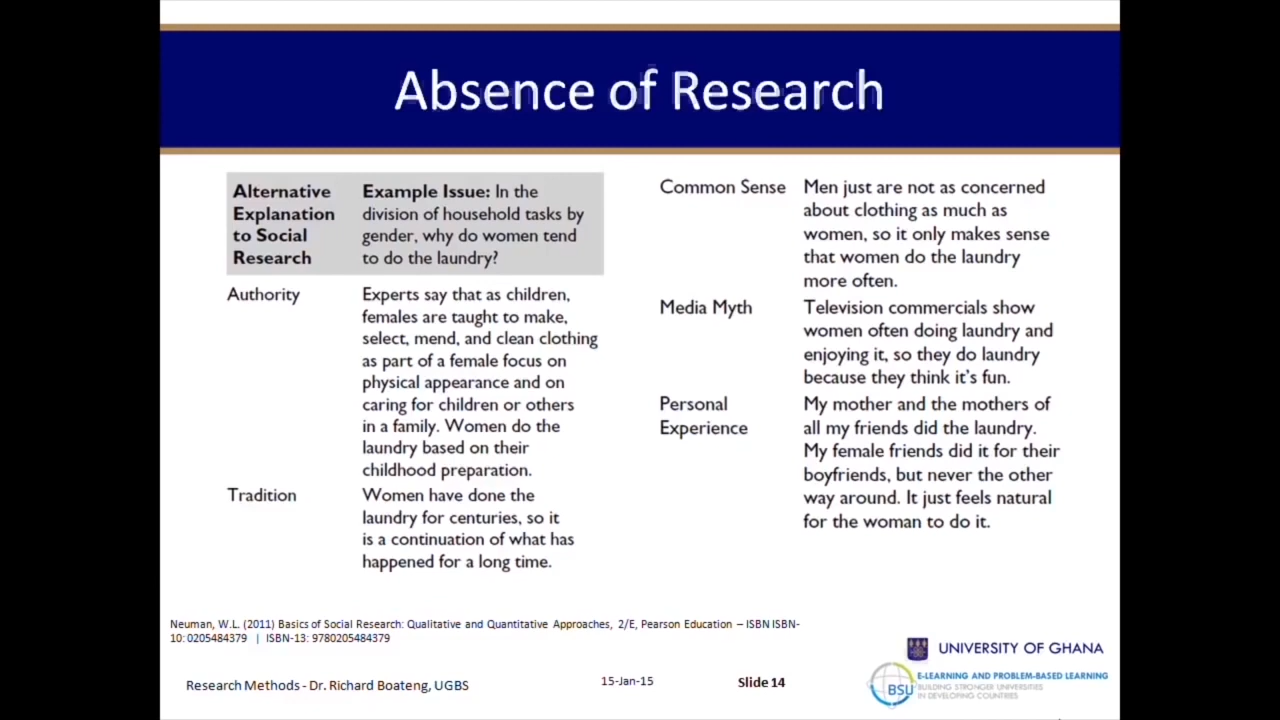 Absence of Research
Alternative
Explanation
to Social
Research
Example Issue: In the
division of household tasks by
gender, why do women tend
to do the laundry?
Authority
Experts say that as children,
females are taught to make,
select, mend, and clean clothing
as part of a female focus on
physical appearance and on
caring for children or others
in a family. Women do the
laundry based on their
childhood preparation.
Tradition
Women have done the
laundry for centuries, so it
is a continuation of what has
happened for a long time.
Common Sense
Men just are not as concerned
about clothing as much as
women, so it only makes sense
that women do the laundry
more often.
Media Myth
Television commercials show
women often doing laundry and
enjoying it, so they do laundry
because they think it's fun.
Personal
Experience
My mother and the mothers of
all my friends did the laundry.
My female friends did it for their
boyfriends, but never the other
way around. It just feels natural
for the woman to do it.
Neuman, W.L. (2011) Basics of Social Research: Qualitative and Quantitative Approaches, 2/E, Pearson Education – ISBN ISBN-
10: 0205484379 | ISBN-13: 9780205484379
UNIVERSITY OF GHANA
Research Methods - Dr. Richard Boateng, UGBS
15-Jan-15
Slide 14
BSU
E-LEARNING AND PROBLEM-BASED LEARNING
BUILDING STRONGER UNIVERSITIES
IN DEVELOPING COUNTRIES